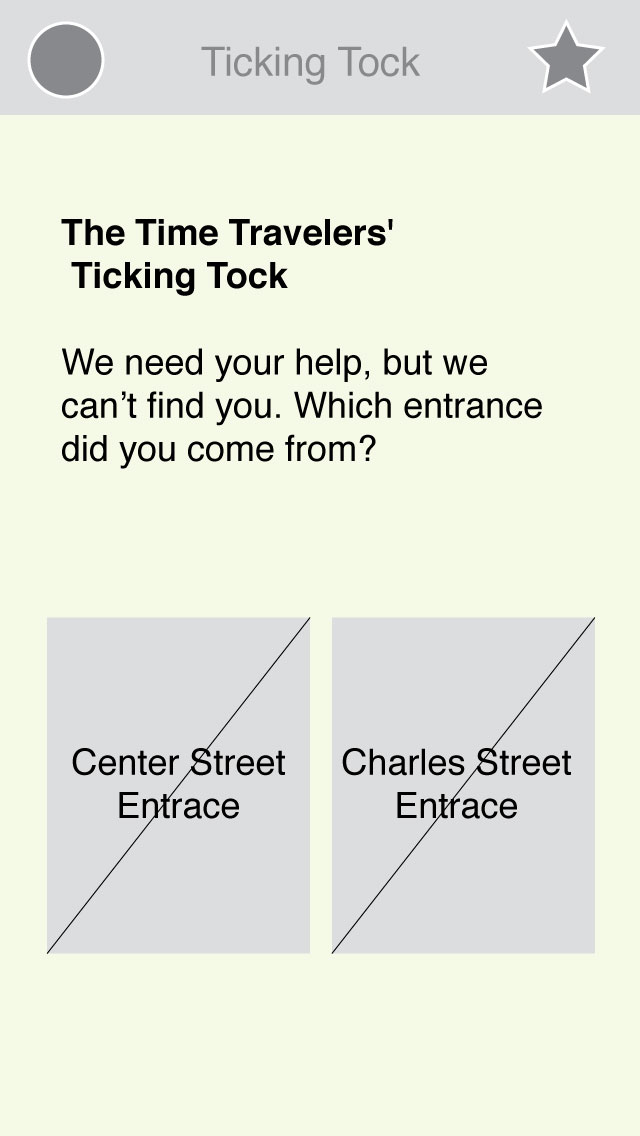 Ticking Tock
The Time Travelers'
Ticking Tock
We need your help, but we
can’t find you. Which entrance
did you come from?
Center Street
Entrace
Charles Street
Entrace